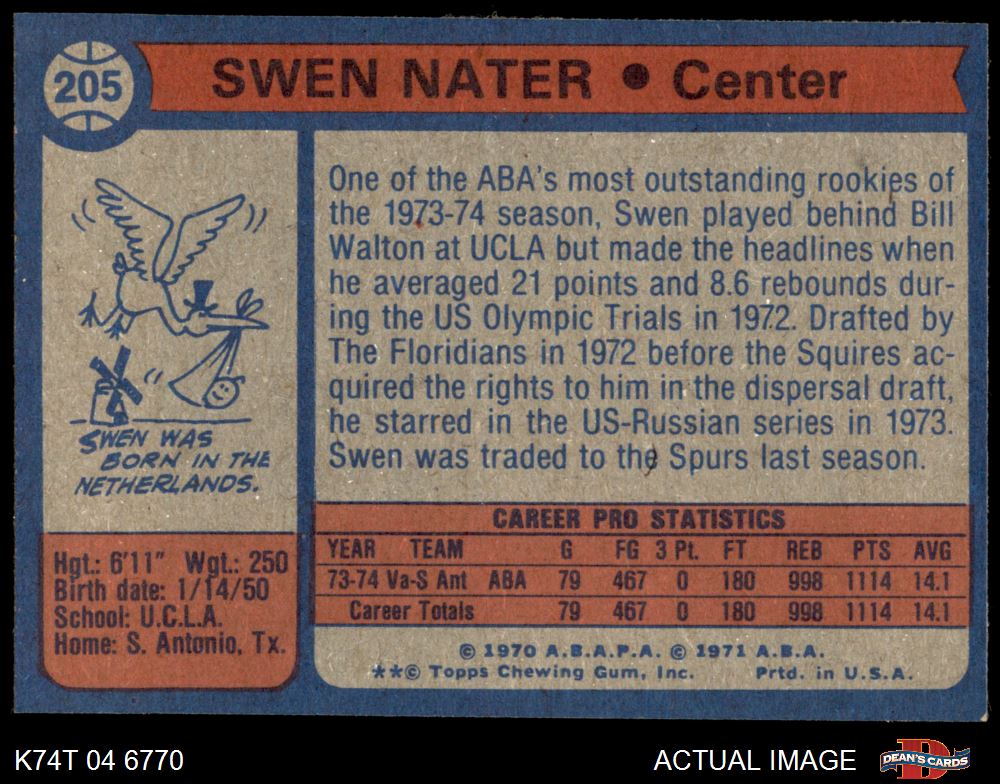 205
SWEN NATER • Center
SWEN WAS
BORN IN THE
NETHERLANDS.
Hgt.: 6'11" Wgt.: 250
Birth date: 1/14/50
School: U.C.L.A.
Home: S. Antonio, Tx.
One of the ABA's most outstanding rookies of
the 1973-74 season, Swen played behind Bill
Walton at UCLA but made the headlines when
he averaged 21 points and 8.6 rebounds dur-
ing the US Olympic Trials in 1972. Drafted by
The Floridians in 1972 before the Squires ac-
quired the rights to him in the dispersal draft,
he starred in the US-Russian series in 1973.
Swen was traded to the Spurs last season.
CAREER PRO STATISTICS
YEAR TEAM G FG 3 Pt. FT REB PTS AVG
73-74 Va-S Ant ABA 79 467 0 180 998 1114 14.1
Career Totals 79 467 0 180 998 1114 14.1
© 1970 A.B.A.P.A. © 1971 A.B.A.
**© Topps Chewing Gum, Inc. Prtd. in U.S.A.
K74T 04 6770
ACTUAL IMAGE
D
DEAN'S CARDS